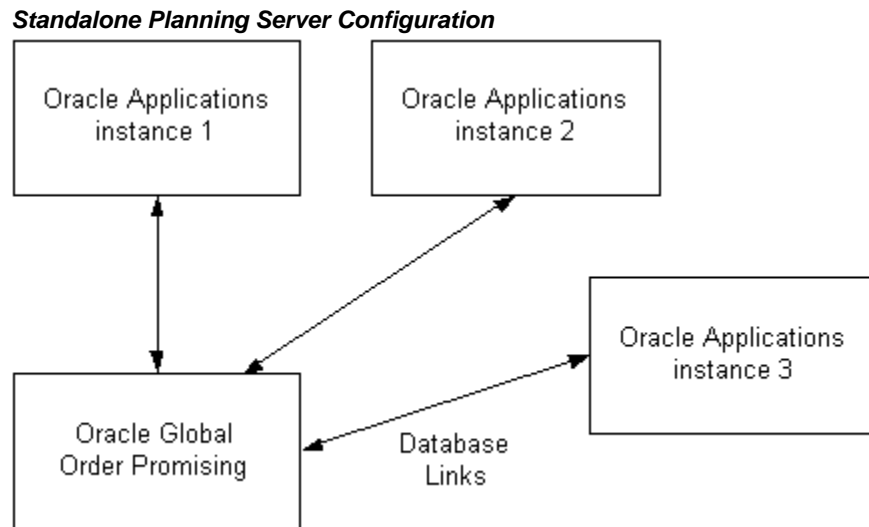 Standalone Planning Server Configuration
Oracle Applications
instance 1
Oracle Applications
instance 2
Oracle Applications
instance 3
Oracle Global
Order Promising
Database
Links